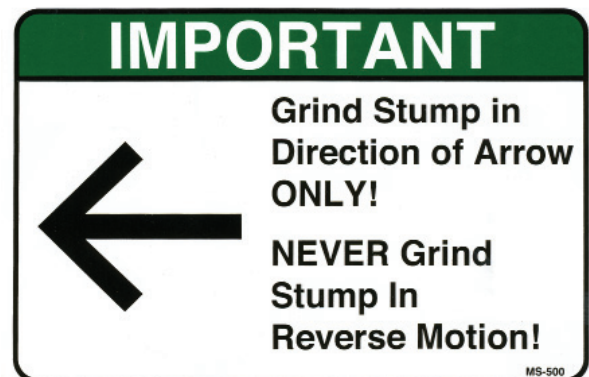 IMPORTANT
Grind Stump in
Direction of Arrow
ONLY!
NEVER Grind
Stump In
Reverse Motion!
MS-500